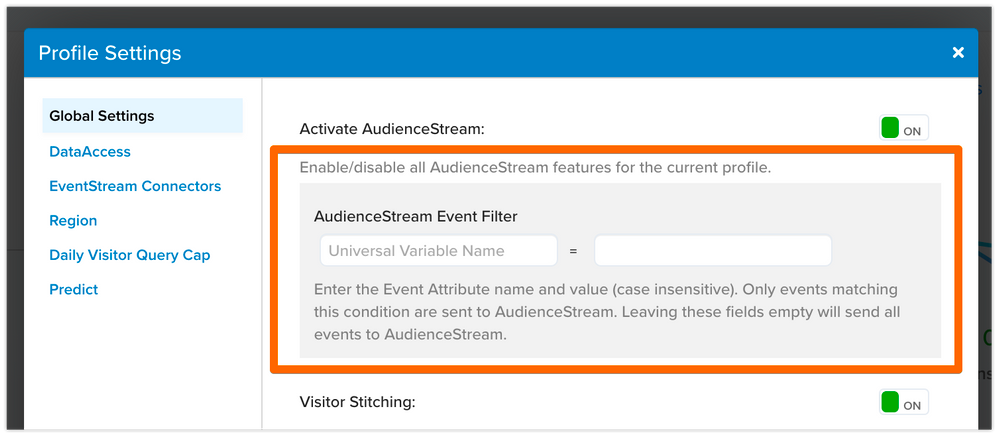 Profile Settings
Global Settings
DataAccess
EventStream Connectors
Region
Daily Visitor Query Cap
Predict
Activate AudienceStream:
ON
Enable/disable all AudienceStream features for the current profile.
AudienceStream Event Filter
Universal Variable Name =
Enter the Event Attribute name and value (case insensitive). Only events matching
this condition are sent to AudienceStream. Leaving these fields empty will send all
events to AudienceStream.
Visitor Stitching:
ON